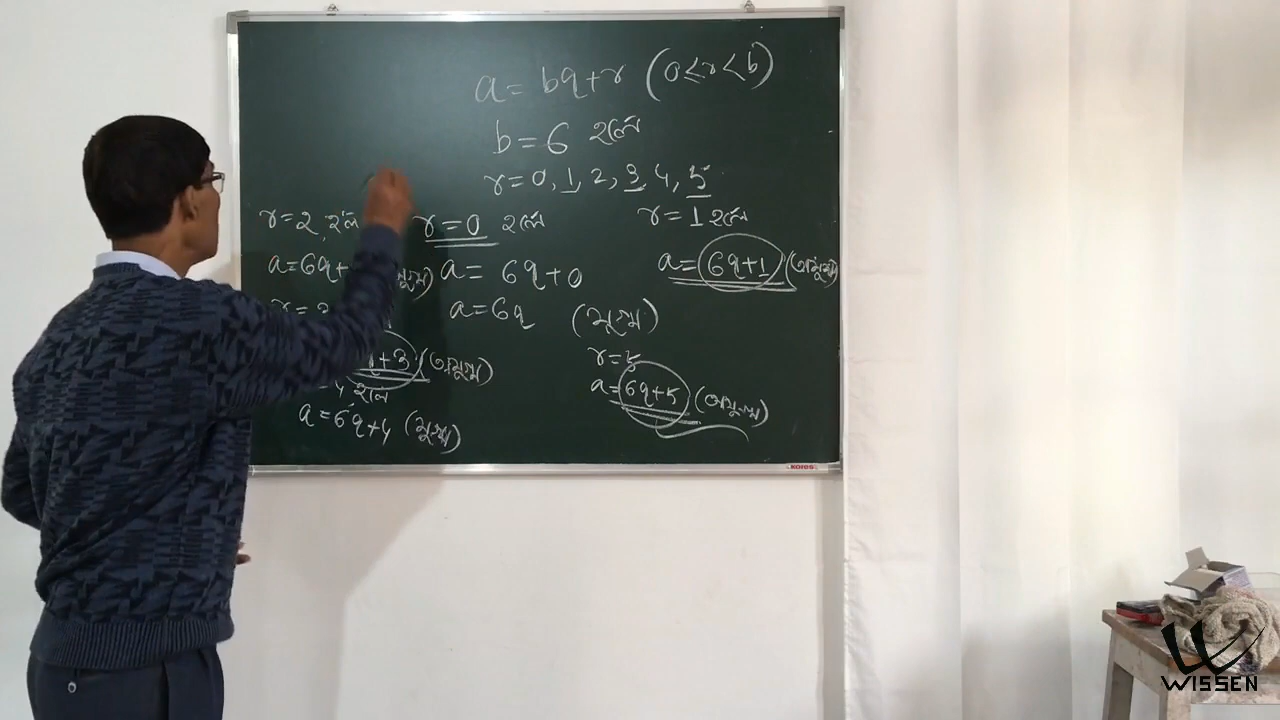 a = bq + r (0 ≤ r < b)
b = 6 হলে
r = 0, 1, 2, 3, 4, 5
r = 2, হলে
a = 6q +
r = 0 হলে
a = 6q + 0
a = 6q (যুগ্ম)
r = 1 হলে
a = 6q + 1 (অযুগ্ম)
q + 3 (অযুগ্ম)
4 হলে
a = 6q + 4 (যুগ্ম)
r = 5
a = 6q + 5 (অযুগ্ম)
kores
WISSEN